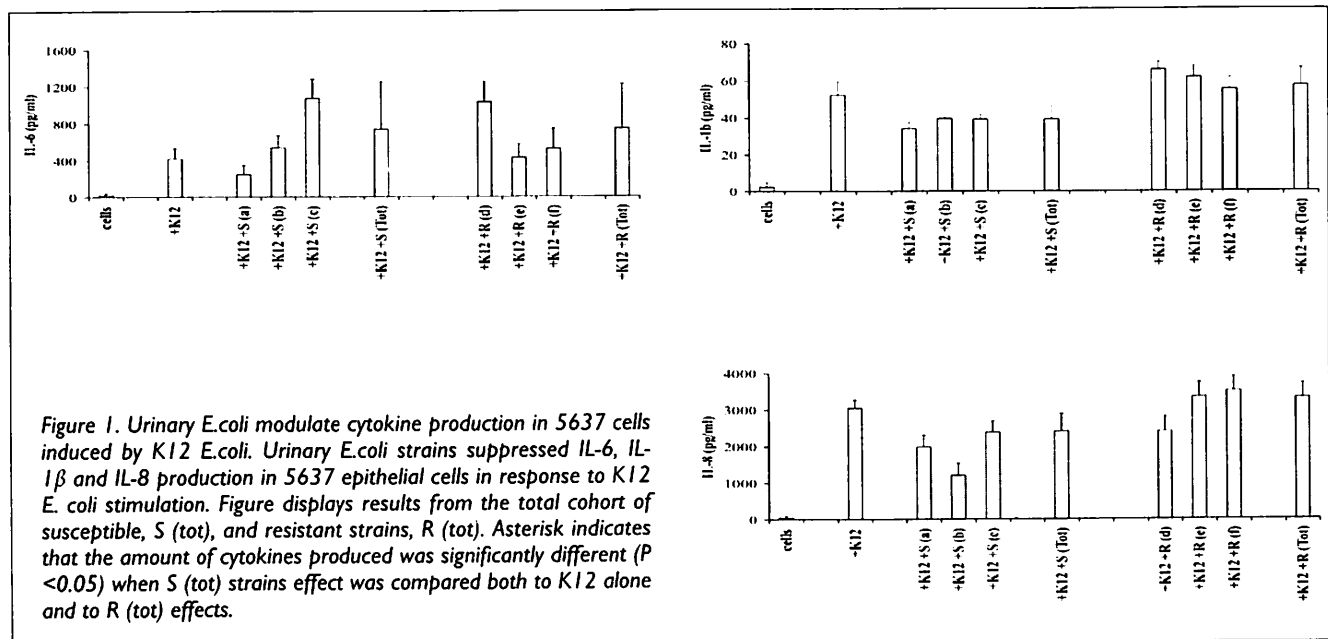 1600
1200
800
400
0
IL-6 (pg/ml)
cells
+K12
+K12 +S (a)
+K12 +S (b)
+K12 +S (c)
+K12 +S (Tot)
+K12 +R (d)
+K12 +R (e)
+K12 −R (f)
−K12 +R (Tot)
80
60
40
20
0
IL-1b (pg/ml)
cells
+K12
+K12 +S (a)
−K12 +S (b)
+K12 −S (c)
+K12 +S (Tot)
+K12 +R (d)
+K12 +R (e)
+K12 +R (f)
+K12 +R (Tot)
4000
3000
2000
1000
0
IL-8 (pg/ml)
cells
−K12
+K12 +S (a)
+K12 +S (b)
+K12 +S (c)
+K12 +S (Tot)
−K12 +R (d)
+K12 +R (e)
+K12 +R (f)
+K12 +R (Tot)
Figure 1. Urinary E.coli modulate cytokine production in 5637 cells
induced by K12 E.coli. Urinary E.coli strains suppressed IL-6, IL-
1β and IL-8 production in 5637 epithelial cells in response to K12
E. coli stimulation. Figure displays results from the total cohort of
susceptible, S (tot), and resistant strains, R (tot). Asterisk indicates
that the amount of cytokines produced was significantly different (P
<0.05) when S (tot) strains effect was compared both to K12 alone
and to R (tot) effects.